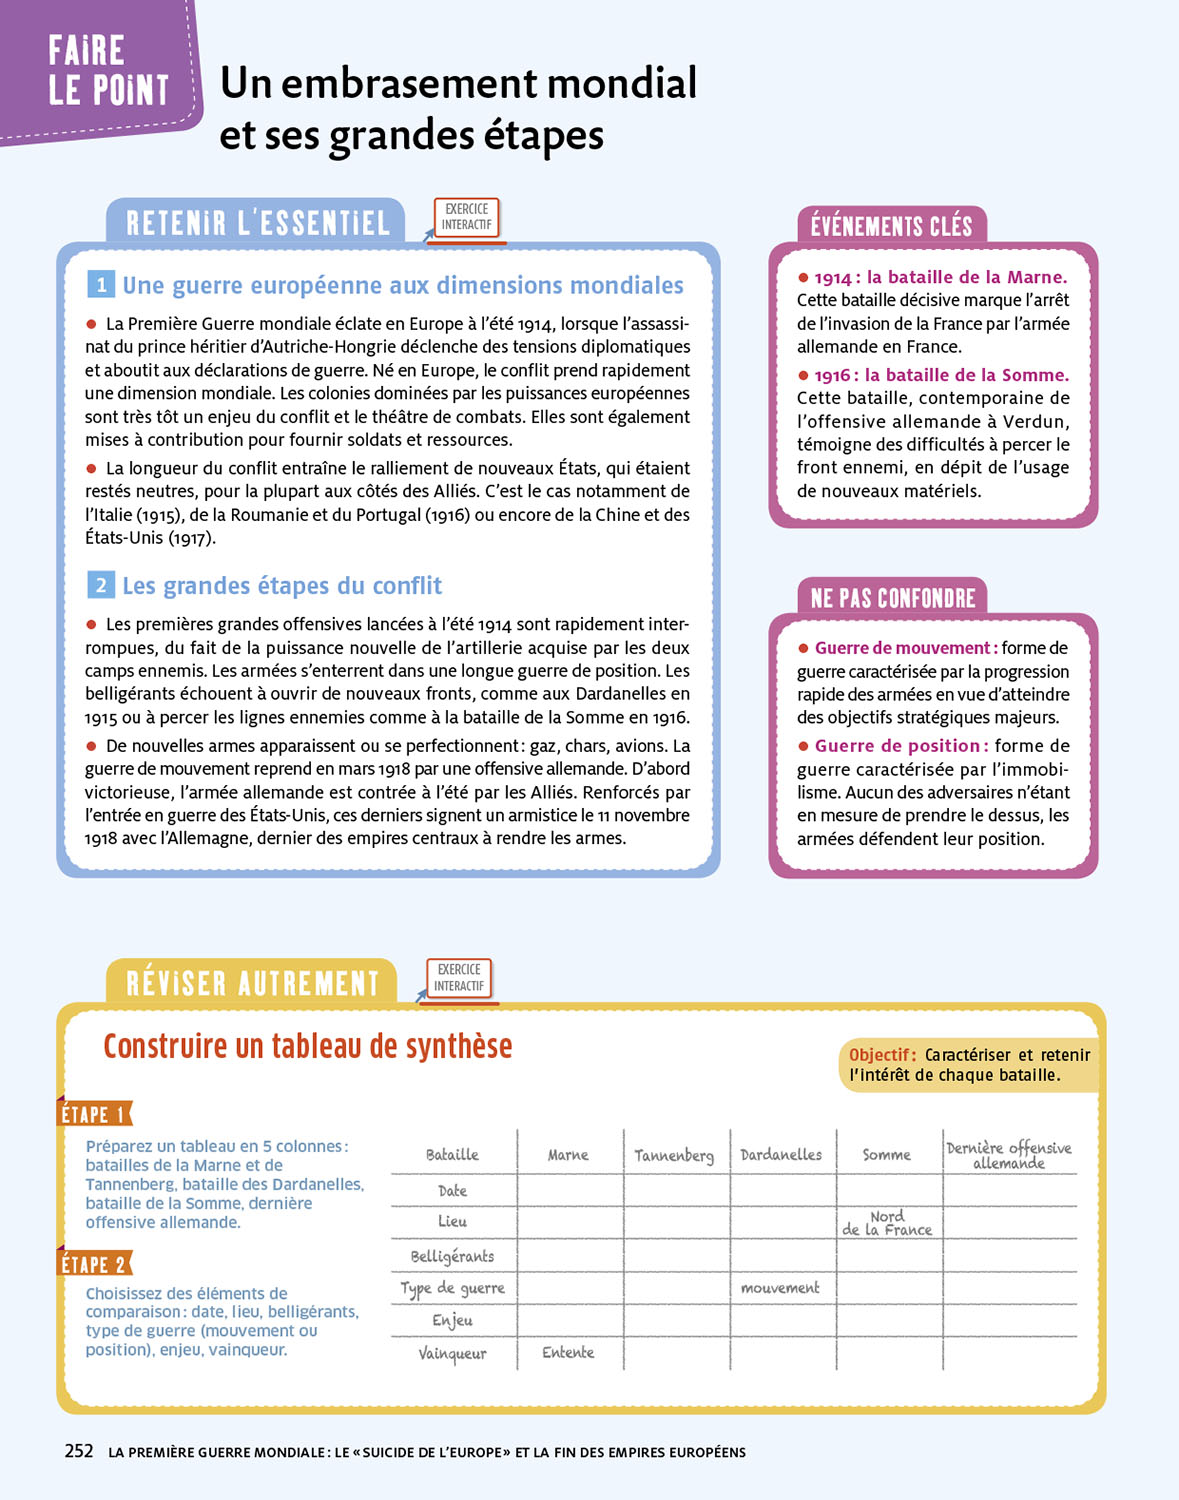 FAIRE
LE POINT
Un embrasement mondial
et ses grandes étapes
RETENIR L'ESSENTIEL
EXERCICE
INTERACTIF
1 Une guerre européenne aux dimensions mondiales
● La Première Guerre mondiale éclate en Europe à l'été 1914, lorsque l'assassi-
nat du prince héritier d'Autriche-Hongrie déclenche des tensions diplomatiques
et aboutit aux déclarations de guerre. Né en Europe, le conflit prend rapidement
une dimension mondiale. Les colonies dominées par les puissances européennes
sont très tôt un enjeu du conflit et le théâtre de combats. Elles sont également
mises à contribution pour fournir soldats et ressources.
● La longueur du conflit entraîne le ralliement de nouveaux États, qui étaient
restés neutres, pour la plupart aux côtés des Alliés. C'est le cas notamment de
l'Italie (1915), de la Roumanie et du Portugal (1916) ou encore de la Chine et des
États-Unis (1917).
2 Les grandes étapes du conflit
● Les premières grandes offensives lancées à l'été 1914 sont rapidement inter-
rompues, du fait de la puissance nouvelle de l'artillerie acquise par les deux
camps ennemis. Les armées s'enterrent dans une longue guerre de position. Les
belligérants échouent à ouvrir de nouveaux fronts, comme aux Dardanelles en
1915 ou à percer les lignes ennemies comme à la bataille de la Somme en 1916.
● De nouvelles armes apparaissent ou se perfectionnent : gaz, chars, avions. La
guerre de mouvement reprend en mars 1918 par une offensive allemande. D'abord
victorieuse, l'armée allemande est contrée à l'été par les Alliés. Renforcés par
l'entrée en guerre des États-Unis, ces derniers signent un armistice le 11 novembre
1918 avec l'Allemagne, dernier des empires centraux à rendre les armes.
ÉVÉNEMENTS CLÉS
● 1914 : la bataille de la Marne.
Cette bataille décisive marque l'arrêt
de l'invasion de la France par l'armée
allemande en France.
● 1916 : la bataille de la Somme.
Cette bataille, contemporaine de
l'offensive allemande à Verdun,
témoigne des difficultés à percer le
front ennemi, en dépit de l'usage
de nouveaux matériels.
NE PAS CONFONDRE
● Guerre de mouvement : forme de
guerre caractérisée par la progression
rapide des armées en vue d'atteindre
des objectifs stratégiques majeurs.
● Guerre de position : forme de
guerre caractérisée par l'immobi-
lisme. Aucun des adversaires n'étant
en mesure de prendre le dessus, les
armées défendent leur position.
RÉVISER AUTREMENT
EXERCICE
INTERACTIF
Construire un tableau de synthèse
Objectif : Caractériser et retenir
l'intérêt de chaque bataille.
ÉTAPE 1
Préparez un tableau en 5 colonnes :
batailles de la Marne et de
Tannenberg, bataille des Dardanelles,
bataille de la Somme, dernière
offensive allemande.
ÉTAPE 2
Choisissez des éléments de
comparaison : date, lieu, belligérants,
type de guerre (mouvement ou
position), enjeu, vainqueur.
Bataille Marne Tannenberg Dardanelles Somme Dernière offensive
allemande
Date
Lieu Nord
de la France
Belligérants
Type de guerre mouvement
Enjeu
Vainqueur Entente
252 LA PREMIÈRE GUERRE MONDIALE : LE « SUICIDE DE L'EUROPE » ET LA FIN DES EMPIRES EUROPÉENS